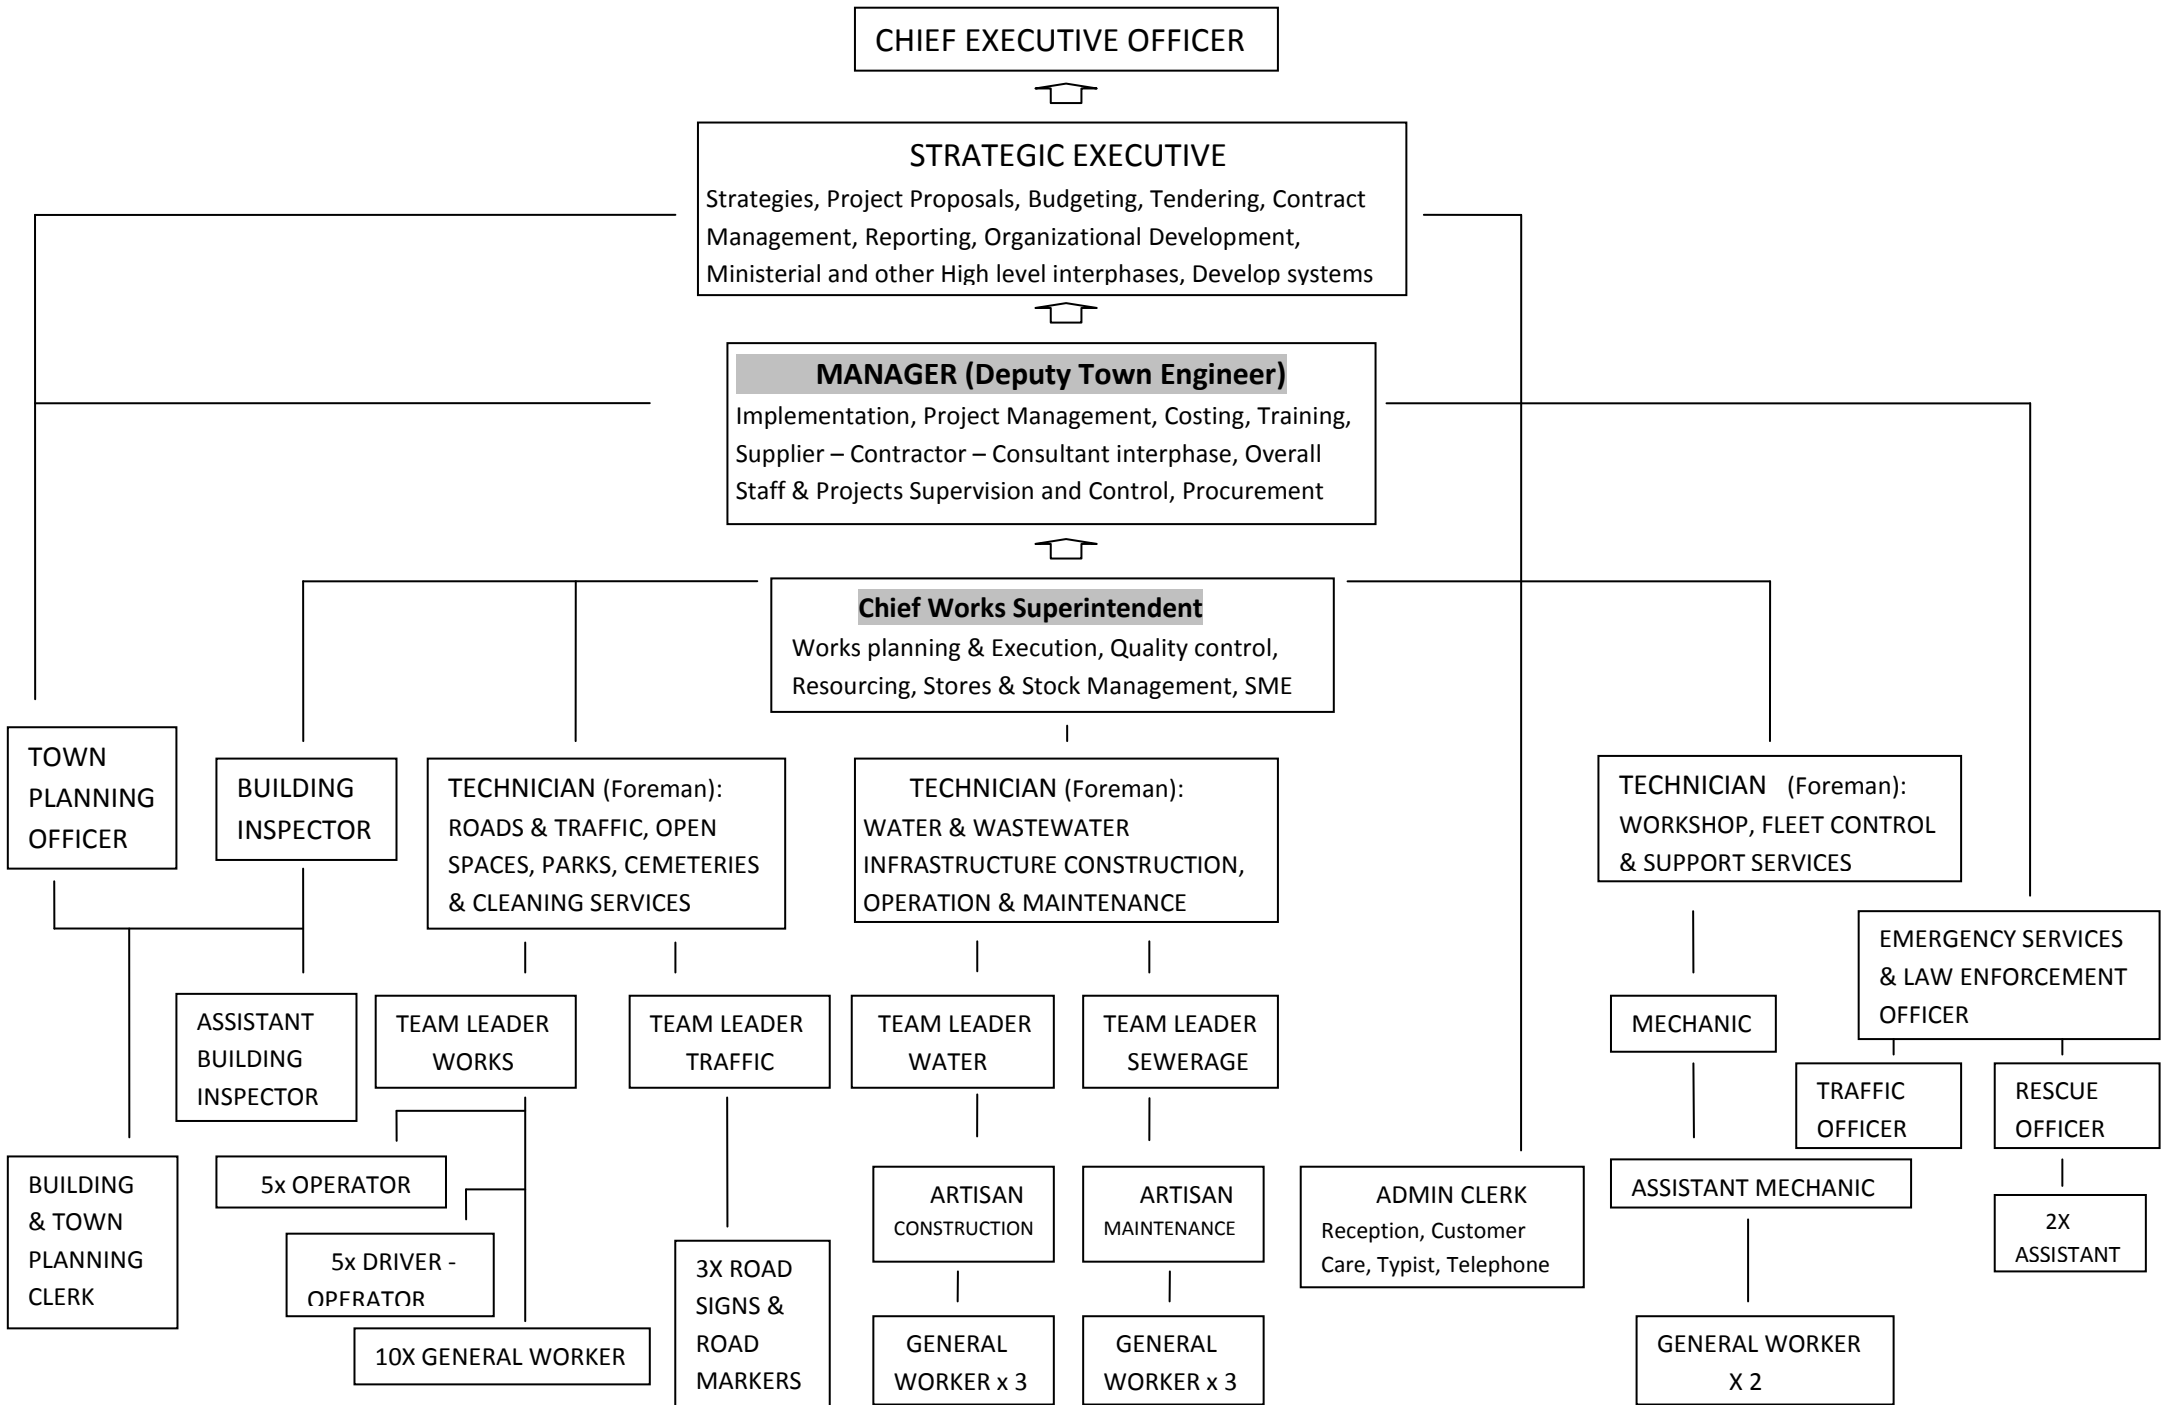 CHIEF EXECUTIVE OFFICER
STRATEGIC EXECUTIVE
Strategies, Project Proposals, Budgeting, Tendering, Contract
Management, Reporting, Organizational Development,
Ministerial and other High level interphases, Develop systems
MANAGER (Deputy Town Engineer)
Implementation, Project Management, Costing, Training,
Supplier – Contractor – Consultant interphase, Overall
Staff & Projects Supervision and Control, Procurement
Chief Works Superintendent
Works planning & Execution, Quality control,
Resourcing, Stores & Stock Management, SME
TOWN
PLANNING
OFFICER
BUILDING
INSPECTOR
TECHNICIAN (Foreman):
ROADS & TRAFFIC, OPEN
SPACES, PARKS, CEMETERIES
& CLEANING SERVICES
TECHNICIAN (Foreman):
WATER & WASTEWATER
INFRASTRUCTURE CONSTRUCTION,
OPERATION & MAINTENANCE
TECHNICIAN (Foreman):
WORKSHOP, FLEET CONTROL
& SUPPORT SERVICES
EMERGENCY SERVICES
& LAW ENFORCEMENT
OFFICER
ASSISTANT
BUILDING
INSPECTOR
TEAM LEADER
WORKS
TEAM LEADER
TRAFFIC
TEAM LEADER
WATER
TEAM LEADER
SEWERAGE
MECHANIC
TRAFFIC
OFFICER
RESCUE
OFFICER
BUILDING
& TOWN
PLANNING
CLERK
5x OPERATOR
5x DRIVER -
OPERATOR
10X GENERAL WORKER
3X ROAD
SIGNS &
ROAD
MARKERS
ARTISAN
CONSTRUCTION
ARTISAN
MAINTENANCE
ADMIN CLERK
Reception, Customer
Care, Typist, Telephone
ASSISTANT MECHANIC
2X
ASSISTANT
GENERAL
WORKER x 3
GENERAL
WORKER x 3
GENERAL WORKER
X 2